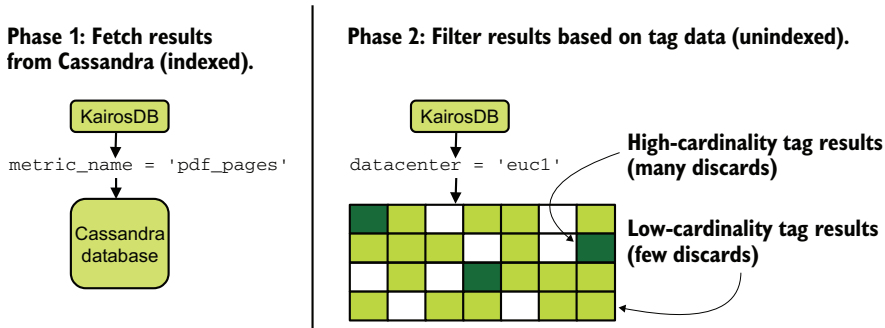 Phase 1: Fetch results
from Cassandra (indexed).
KairosDB
metric_name = 'pdf_pages'
Cassandra
database
Phase 2: Filter results based on tag data (unindexed).
KairosDB
datacenter = 'euc1'
High-cardinality tag results
(many discards)
Low-cardinality tag results
(few discards)